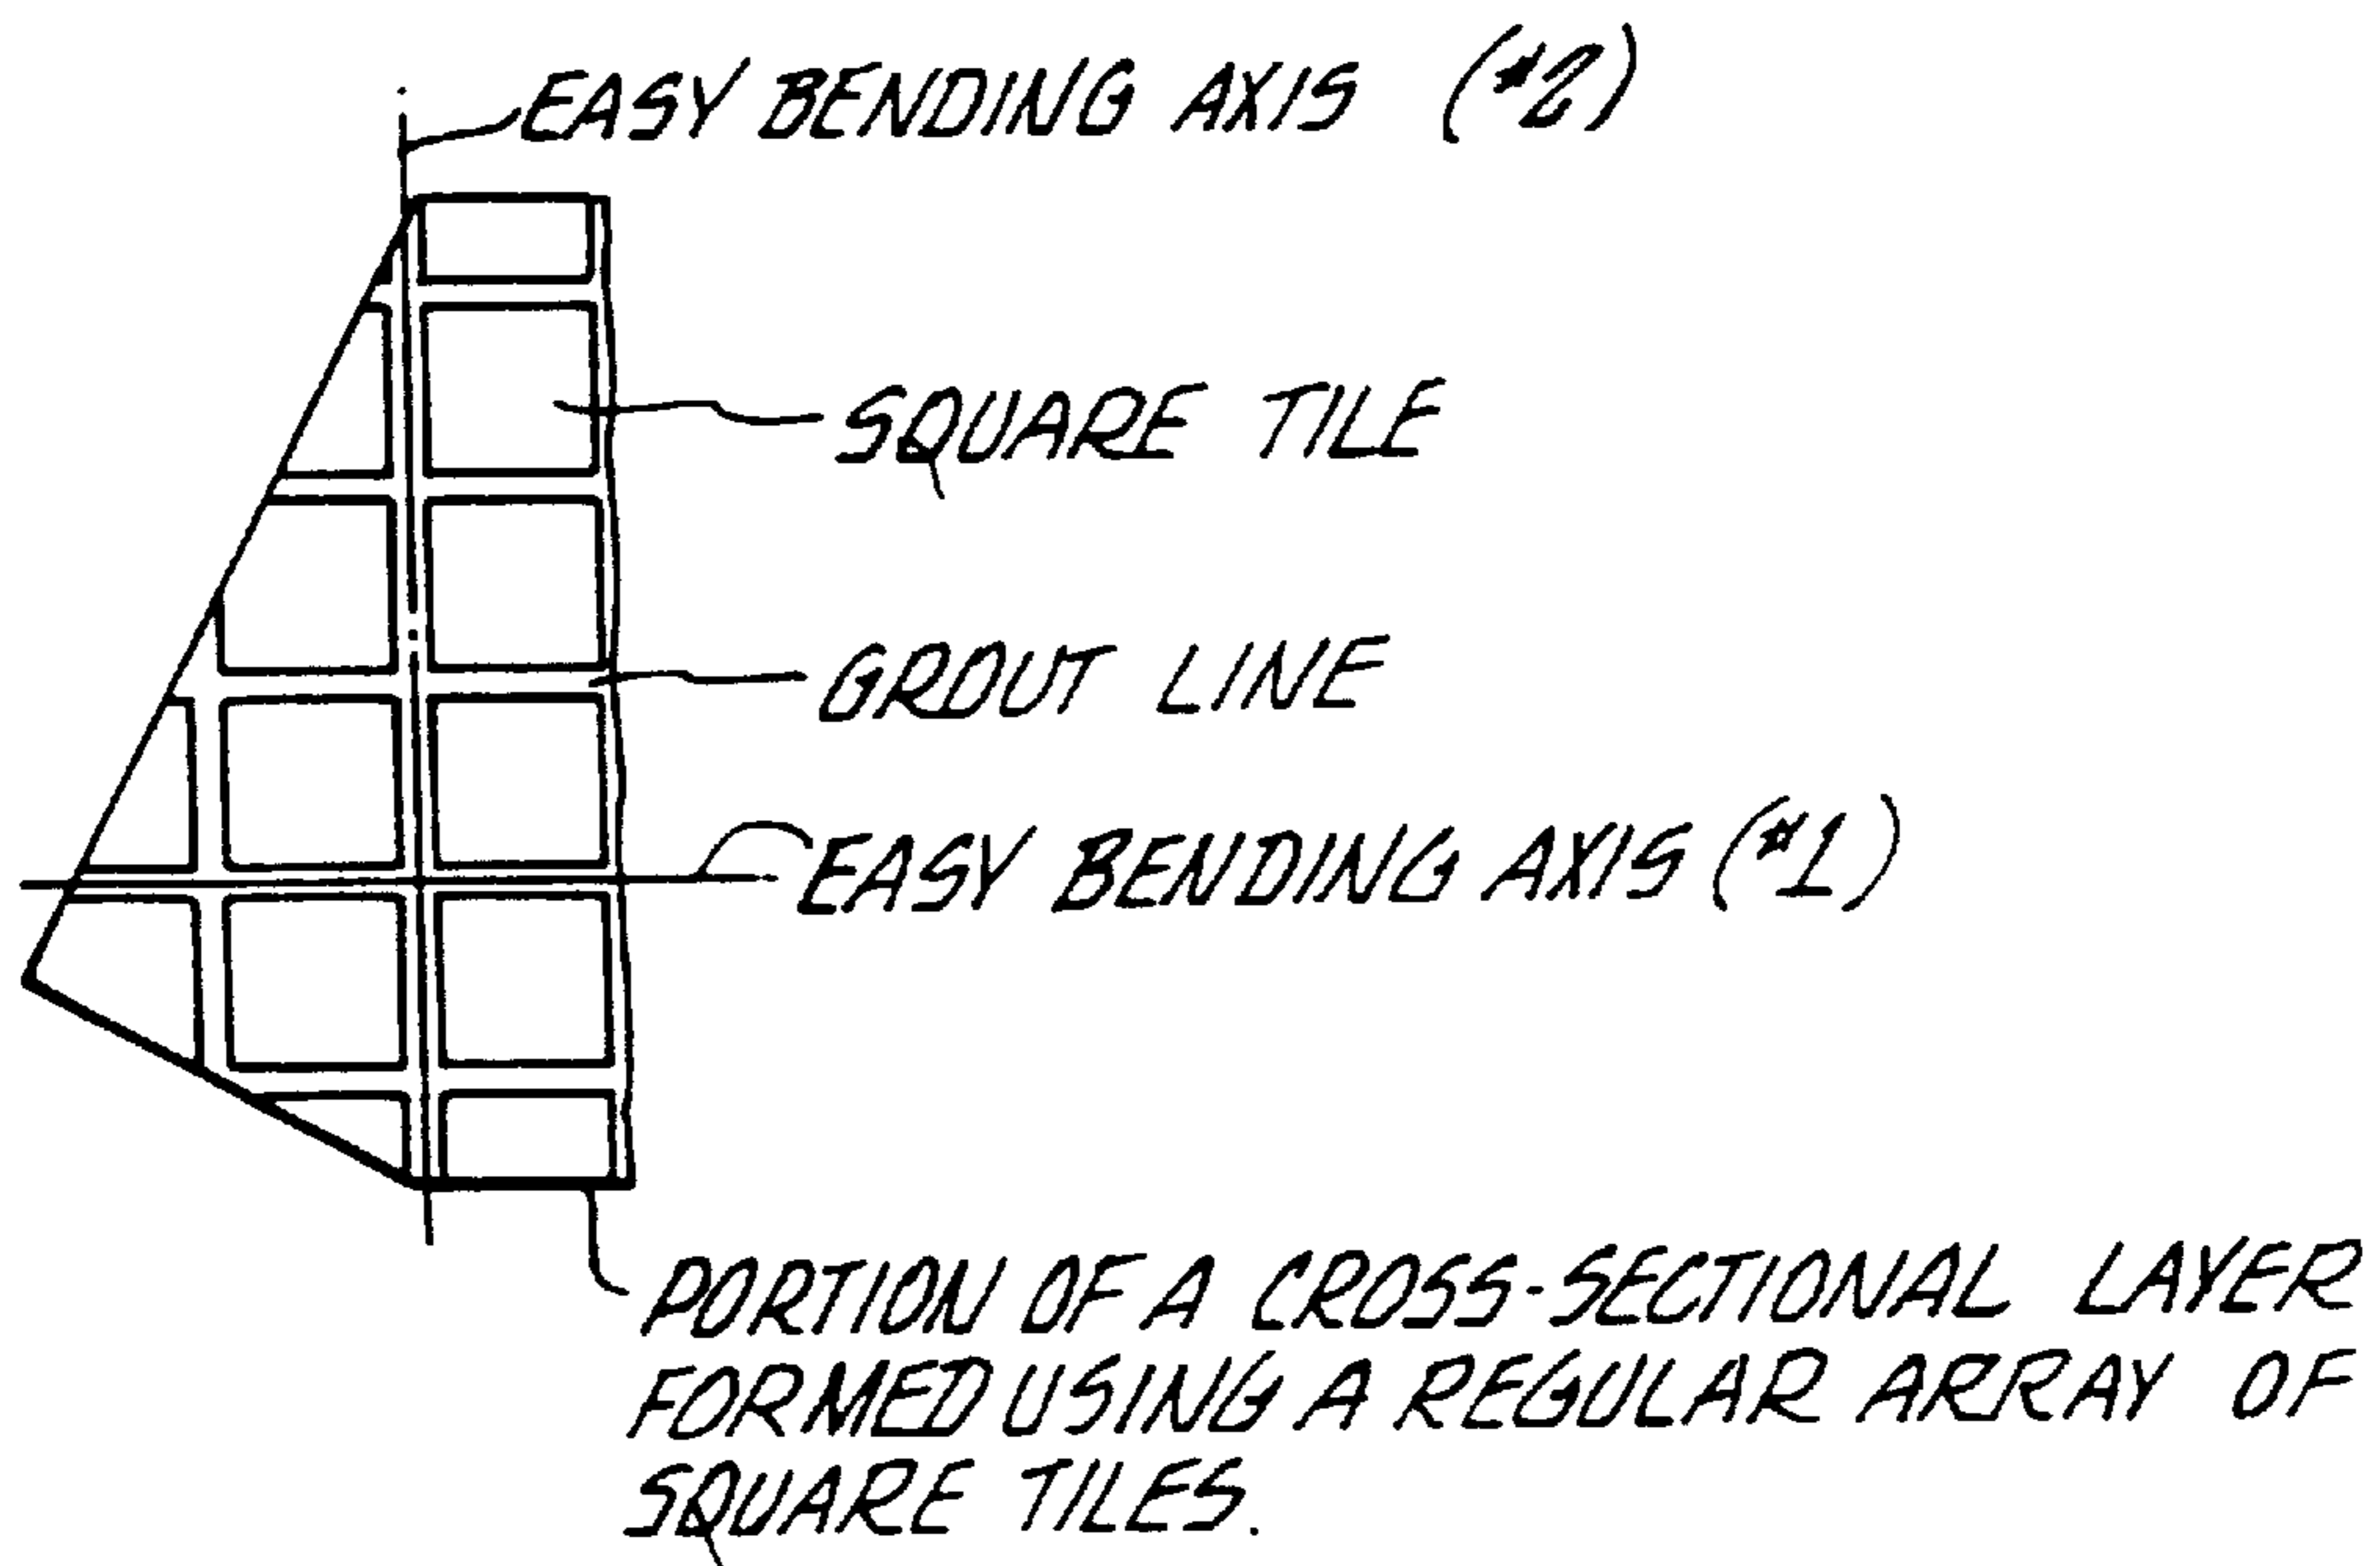 EASY BENDING AXIS (#2)
SQUARE TILE
GROUT LINE
EASY BENDING AXIS (#1)
PORTION OF A CROSS-SECTIONAL LAYER
FORMED USING A REGULAR ARRAY OF
SQUARE TILES.